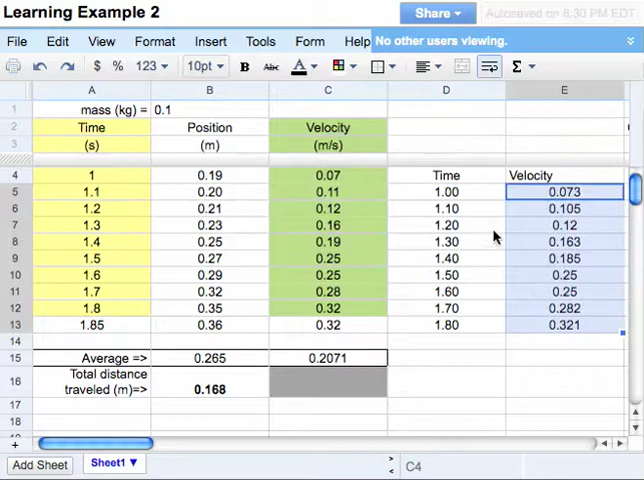 Learning Example 2
Share
Autosaved on 8:30 PM EDT
File Edit View Format Insert Tools Form Help No other users viewing.
$ % 123 10pt B Abc A Σ
A B C D E
1 mass (kg) = 0.1
2 Time Position Velocity
3 (s) (m) (m/s)
4 1 0.19 0.07 Time Velocity
5 1.1 0.20 0.11 1.00 0.073
6 1.2 0.21 0.12 1.10 0.105
7 1.3 0.23 0.16 1.20 0.12
8 1.4 0.25 0.19 1.30 0.163
9 1.5 0.27 0.25 1.40 0.185
10 1.6 0.29 0.25 1.50 0.25
11 1.7 0.32 0.28 1.60 0.25
12 1.8 0.35 0.32 1.70 0.282
13 1.85 0.36 0.32 1.80 0.321
14
15 Average => 0.265 0.2071
16 Total distance
traveled (m)=> 0.168
17
18
Add Sheet Sheet1 C4